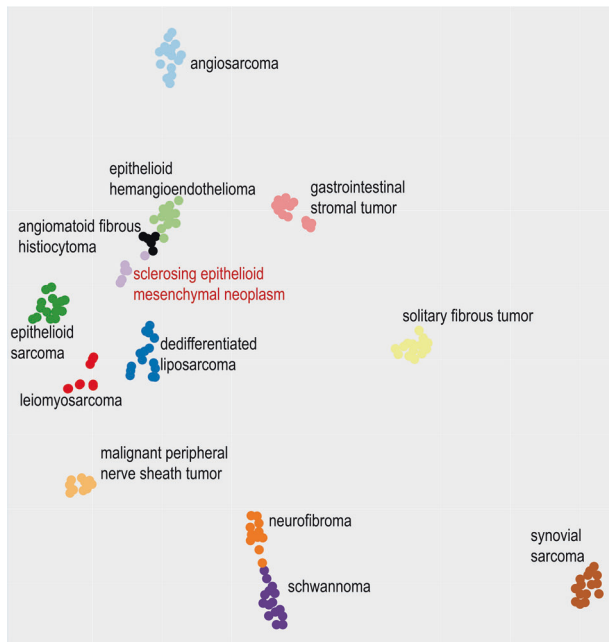 angiosarcoma
epithelioid
hemangioendothelioma
gastrointestinal
stromal tumor
angiomatoid fibrous
histiocytoma
sclerosing epithelioid
mesenchymal neoplasm
solitary fibrous tumor
epithelioid
sarcoma
dedifferentiated
liposarcoma
leiomyosarcoma
malignant peripheral
nerve sheath tumor
neurofibroma
synovial
sarcoma
schwannoma